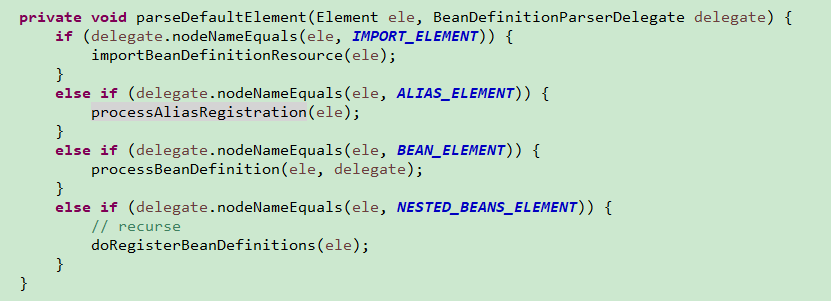 private void parseDefaultElement(Element ele, BeanDefinitionParserDelegate delegate) {
    if (delegate.nodeNameEquals(ele, IMPORT_ELEMENT)) {
        importBeanDefinitionResource(ele);
    }
    else if (delegate.nodeNameEquals(ele, ALIAS_ELEMENT)) {
        processAliasRegistration(ele);
    }
    else if (delegate.nodeNameEquals(ele, BEAN_ELEMENT)) {
        processBeanDefinition(ele, delegate);
    }
    else if (delegate.nodeNameEquals(ele, NESTED_BEANS_ELEMENT)) {
        // recurse
        doRegisterBeanDefinitions(ele);
    }
}